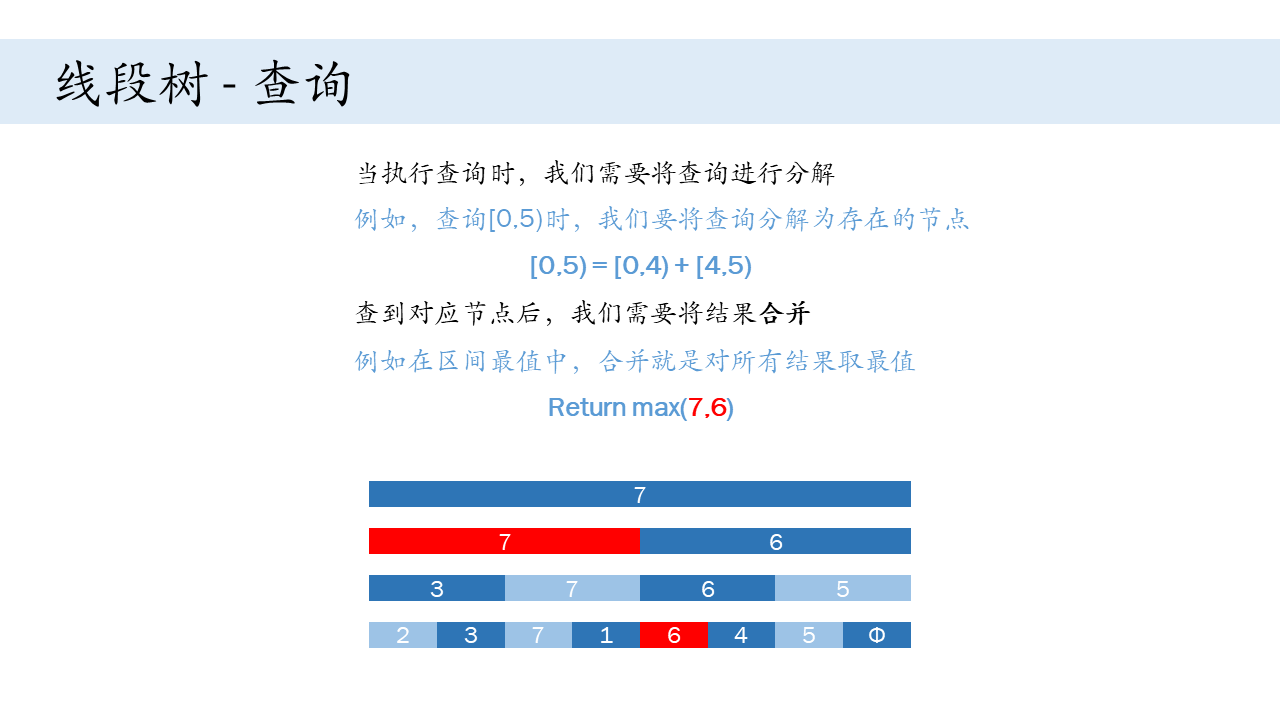 线段树 - 查询
当执行查询时，我们需要将查询进行分解
例如，查询[0,5)时，我们要将查询分解为存在的节点
[0,5) = [0,4) + [4,5)
查到对应节点后，我们需要将结果合并
例如在区间最值中，合并就是对所有结果取最值
Return max(7,6)
7
7 6
3 7 6 5
2 3 7 1 6 4 5 Φ